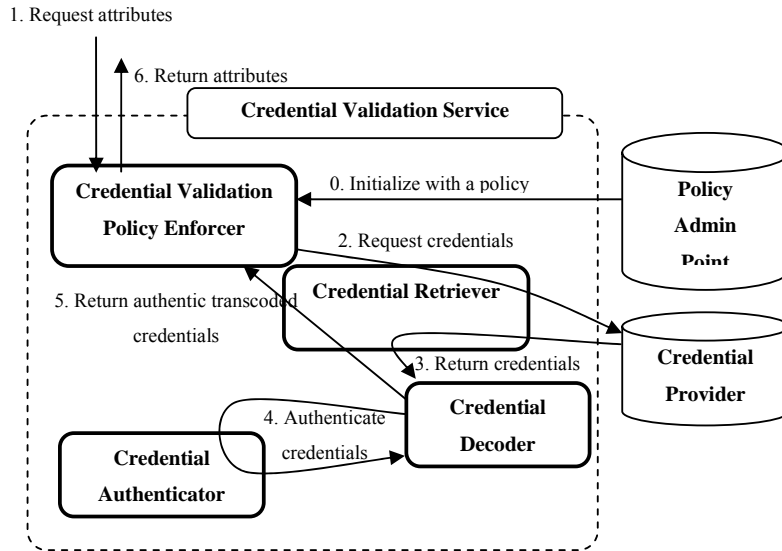 1. Request attributes
6. Return attributes
Credential Validation Service
Credential Validation
Policy Enforcer
0. Initialize with a policy
Policy
Admin
Point
2. Request credentials
Credential Retriever
5. Return authentic transcoded
credentials
3. Return credentials
Credential
Provider
4. Authenticate
credentials
Credential
Decoder
Credential
Authenticator